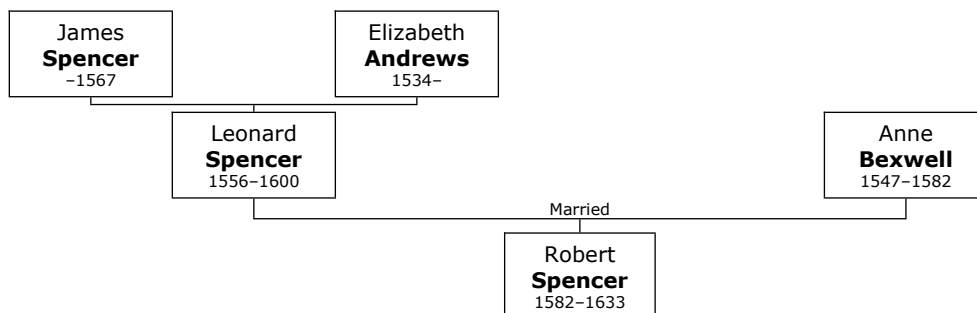 James
Spencer
–1567
Elizabeth
Andrews
1534–
Leonard
Spencer
1556–1600
Anne
Bexwell
1547–1582
Married
Robert
Spencer
1582–1633